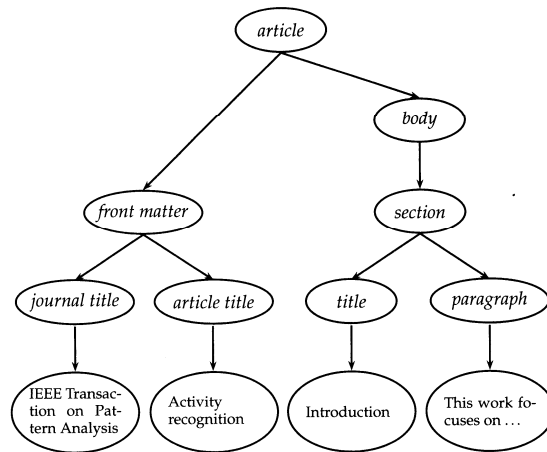 article
body
front matter
section
journal title
article title
title
paragraph
IEEE Transac-
tion on Pat-
tern Analysis
Activity
recognition
Introduction
This work fo-
cuses on ...